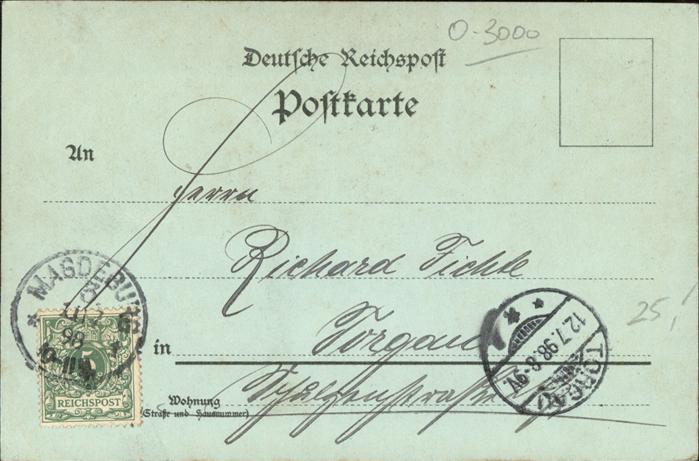 O-3000
Deutsche Reichspost
Postkarte
An
Herrn
Richard Fichte
Torgau
in
Schulzenstraße
Wohnung
(Straße und Hausnummer)
MAGDEBURG
98
5
REICHSPOST
TORGAU
12.7.98.8-9V.
25,-